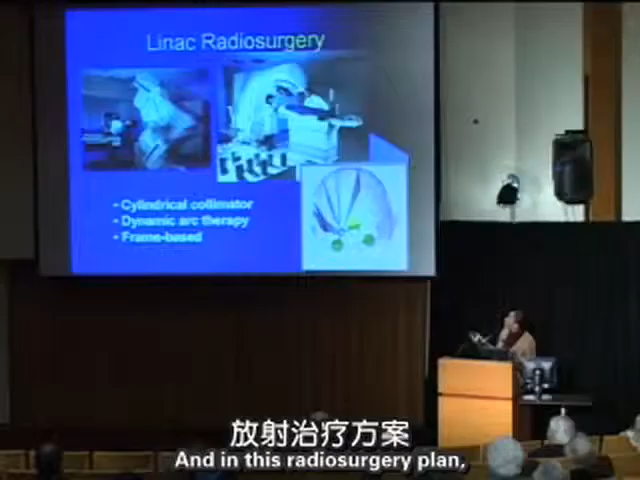 Linac Radiosurgery
• Cylindrical collimator
• Dynamic arc therapy
• Frame-based
放射治疗方案
And in this radiosurgery plan,